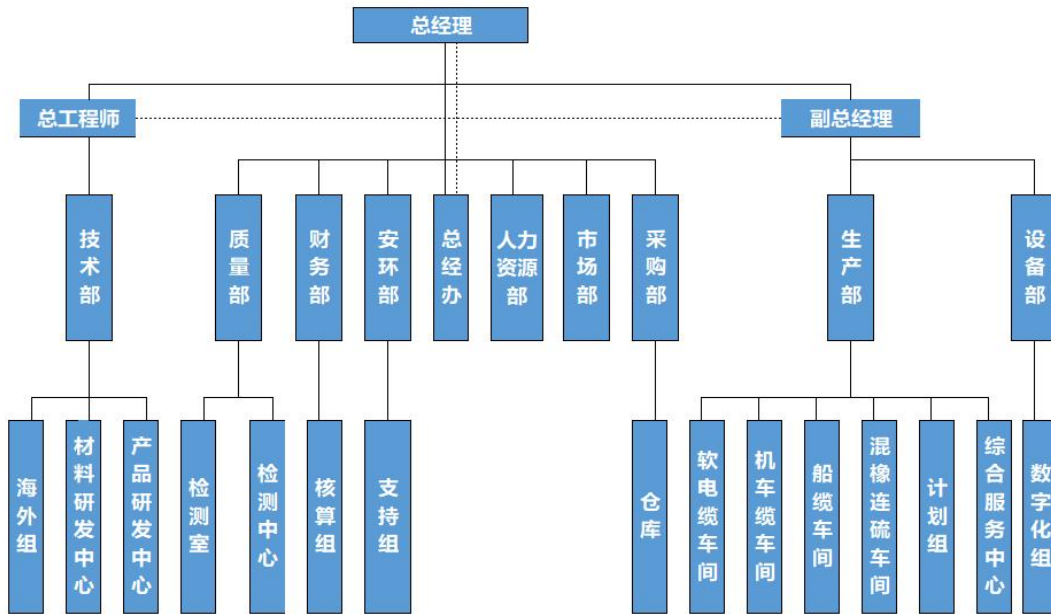 总经理
总工程师
副总经理
技术部
质量部
财务部
安环部
总经办
人力资源部
市场部
采购部
生产部
设备部
海外组
材料研发中心
产品研发中心
检测室
检测中心
核算组
支持组
仓库
软电缆车间
机车缆车间
船缆车间
混橡连硫车间
计划组
综合服务中心
数字化组